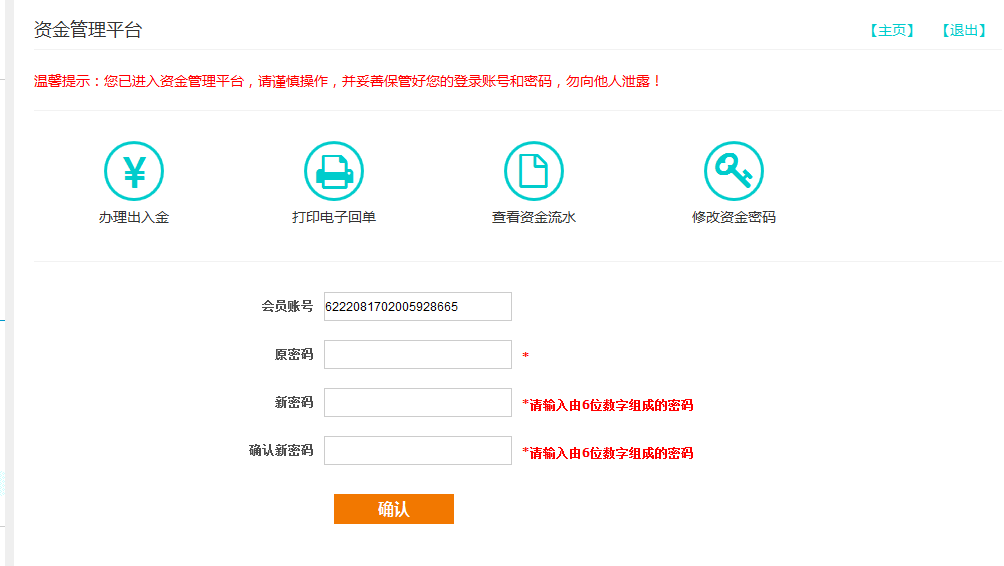 资金管理平台 【主页】 【退出】
温馨提示：您已进入资金管理平台，请谨慎操作，并妥善保管好您的登录账号和密码，勿向他人泄露！
¥
办理出入金 打印电子回单 查看资金流水 修改资金密码
会员账号 6222081702005928665
原密码 *
新密码 *请输入由6位数字组成的密码
确认新密码 *请输入由6位数字组成的密码
确认